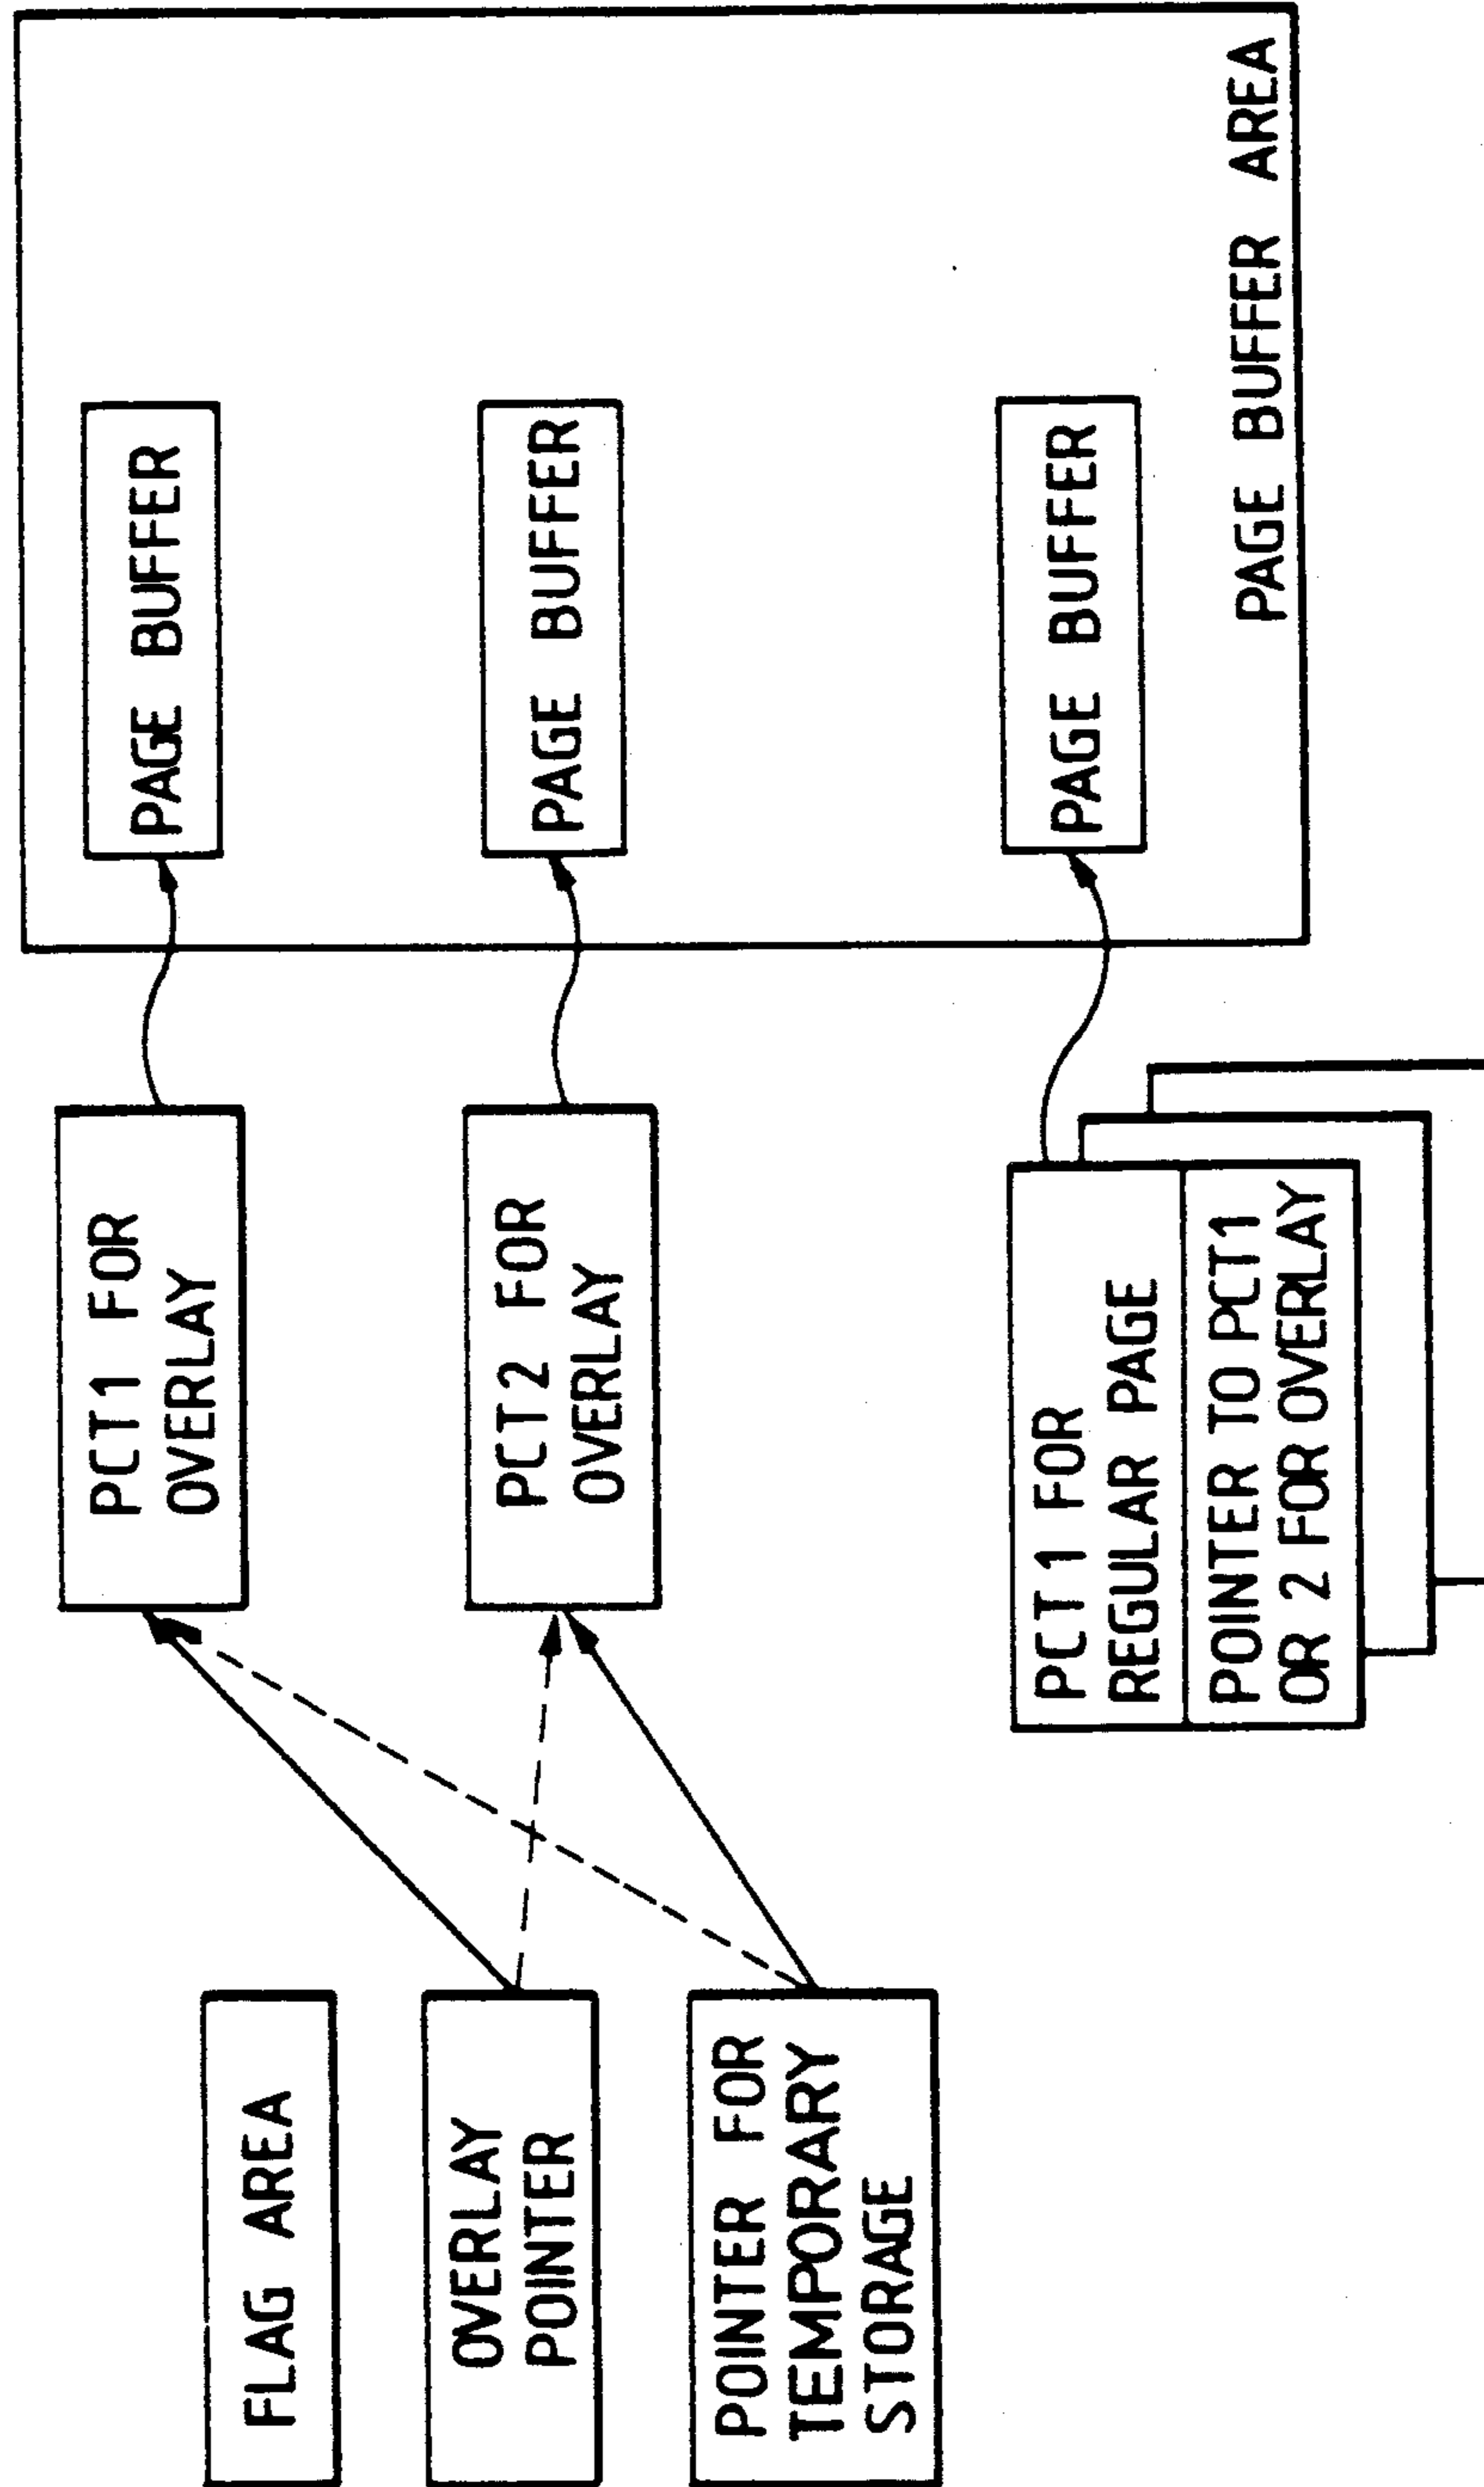 FLAG AREA
OVERLAY
POINTER
POINTER FOR
TEMPORARY
STORAGE
PCT1 FOR
OVERLAY
PCT2 FOR
OVERLAY
PCT1 FOR
REGULAR PAGE
POINTER TO PCT1
OR 2 FOR OVERLAY
PAGE BUFFER
PAGE BUFFER
PAGE BUFFER
PAGE BUFFER AREA